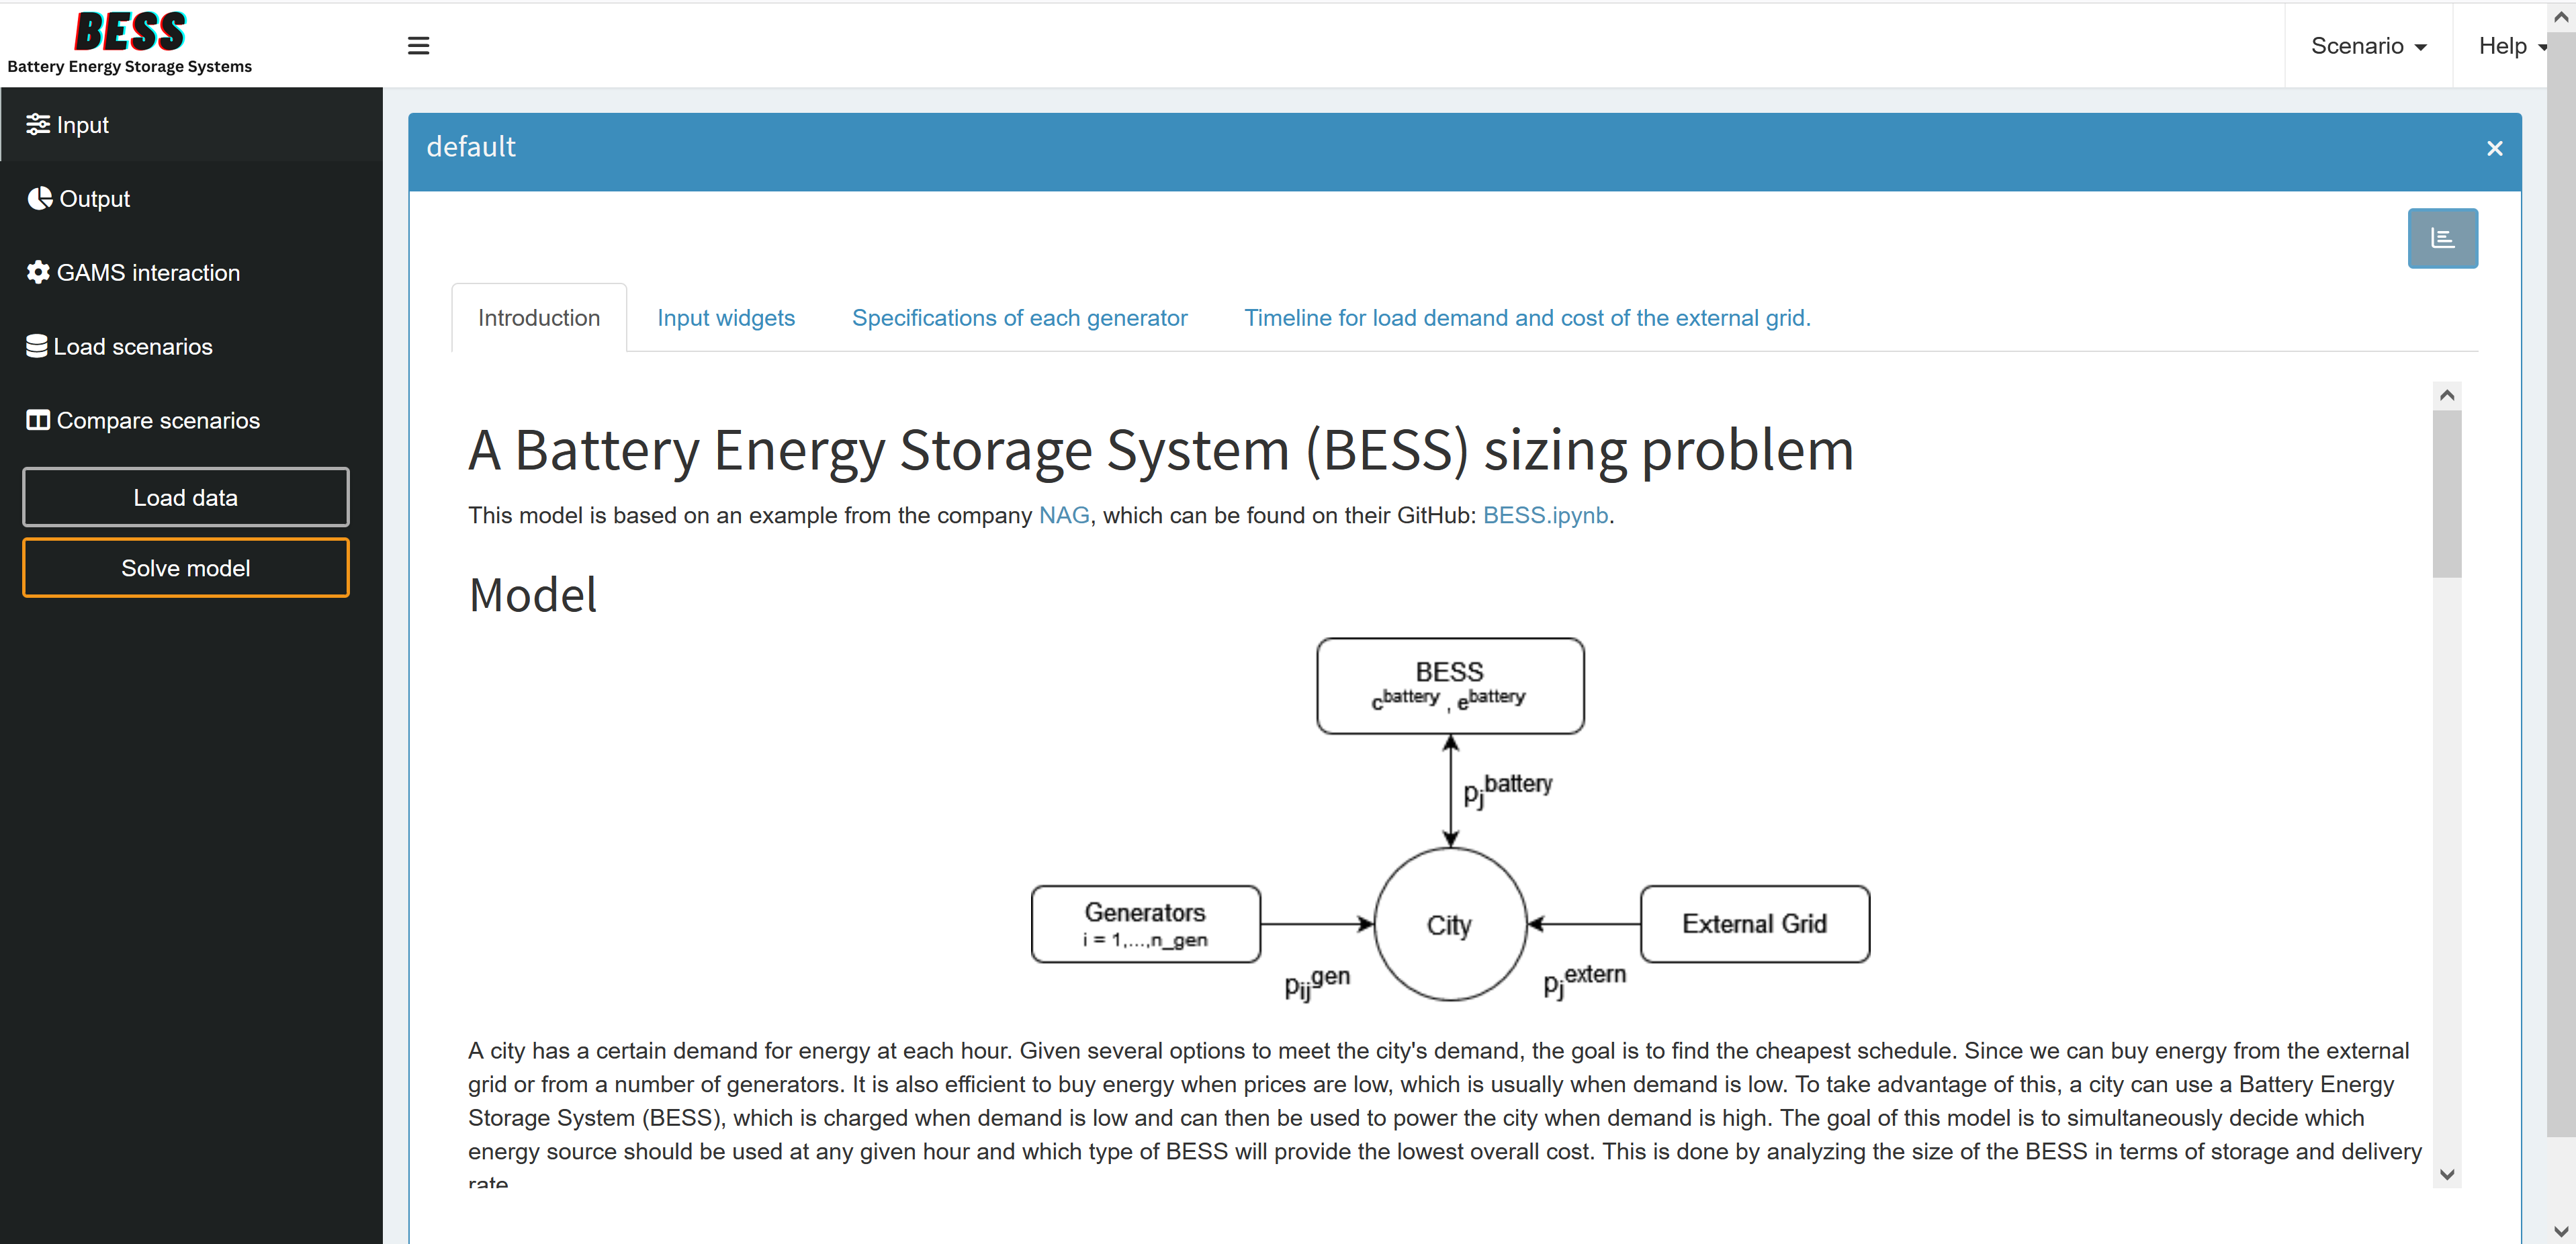 BESS
Battery Energy Storage Systems
Scenario
Help
Input
Output
GAMS interaction
Load scenarios
Compare scenarios
Load data
Solve model
default
Introduction
Input widgets
Specifications of each generator
Timeline for load demand and cost of the external grid.
A Battery Energy Storage System (BESS) sizing problem
This model is based on an example from the company NAG, which can be found on their GitHub: BESS.ipynb.
Model
BESS
c^battery , e^battery
p_j^battery
Generators
i = 1,...,n_gen
City
External Grid
p_ij^gen
p_j^extern
A city has a certain demand for energy at each hour. Given several options to meet the city's demand, the goal is to find the cheapest schedule. Since we can buy energy from the external
grid or from a number of generators. It is also efficient to buy energy when prices are low, which is usually when demand is low. To take advantage of this, a city can use a Battery Energy
Storage System (BESS), which is charged when demand is low and can then be used to power the city when demand is high. The goal of this model is to simultaneously decide which
energy source should be used at any given hour and which type of BESS will provide the lowest overall cost. This is done by analyzing the size of the BESS in terms of storage and delivery
rate